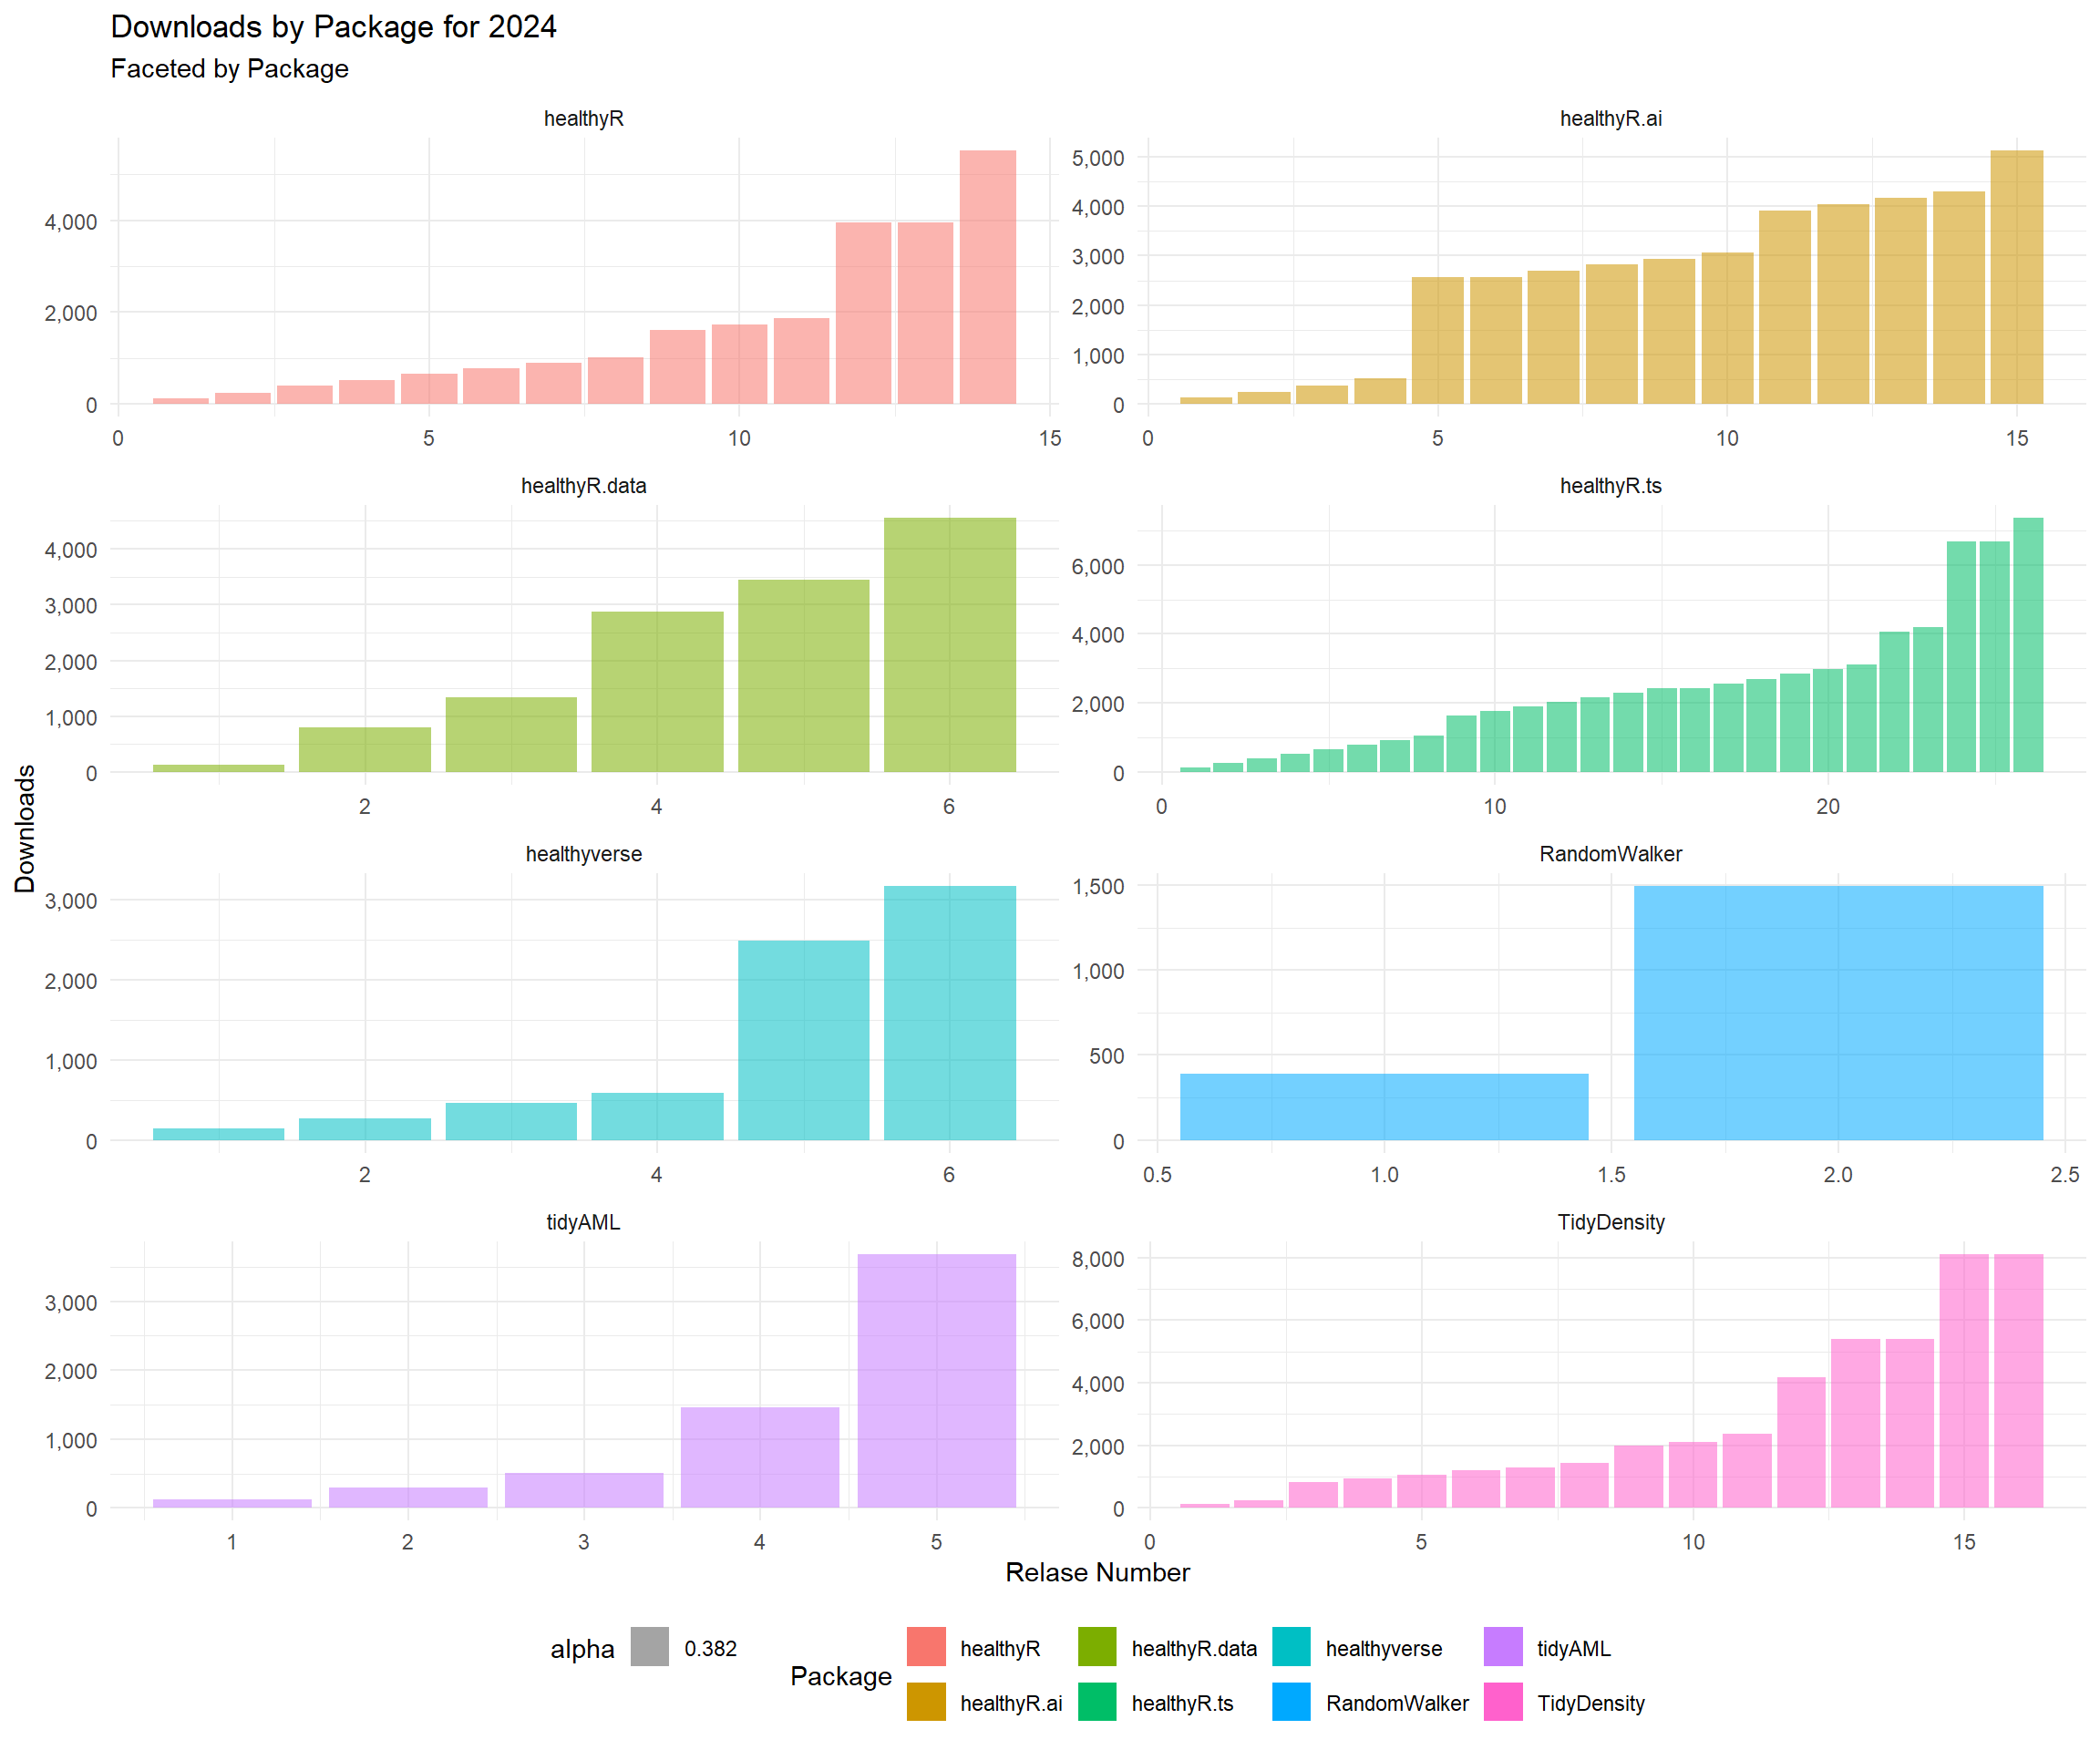 Downloads by Package for 2024
Faceted by Package
healthyR
healthyR.ai
4,000
2,000
0
0 5 10 15
5,000
4,000
3,000
2,000
1,000
0
0 5 10 15
healthyR.data
healthyR.ts
4,000
3,000
2,000
1,000
0
2 4 6
6,000
4,000
2,000
0
0 10 20
Downloads
healthyverse
RandomWalker
3,000
2,000
1,000
0
2 4 6
1,500
1,000
500
0
0.5 1.0 1.5 2.0 2.5
tidyAML
TidyDensity
3,000
2,000
1,000
0
1 2 3 4 5
8,000
6,000
4,000
2,000
0
0 5 10 15
Relase Number
alpha 0.382
Package
healthyR healthyR.data healthyverse tidyAML
healthyR.ai healthyR.ts RandomWalker TidyDensity